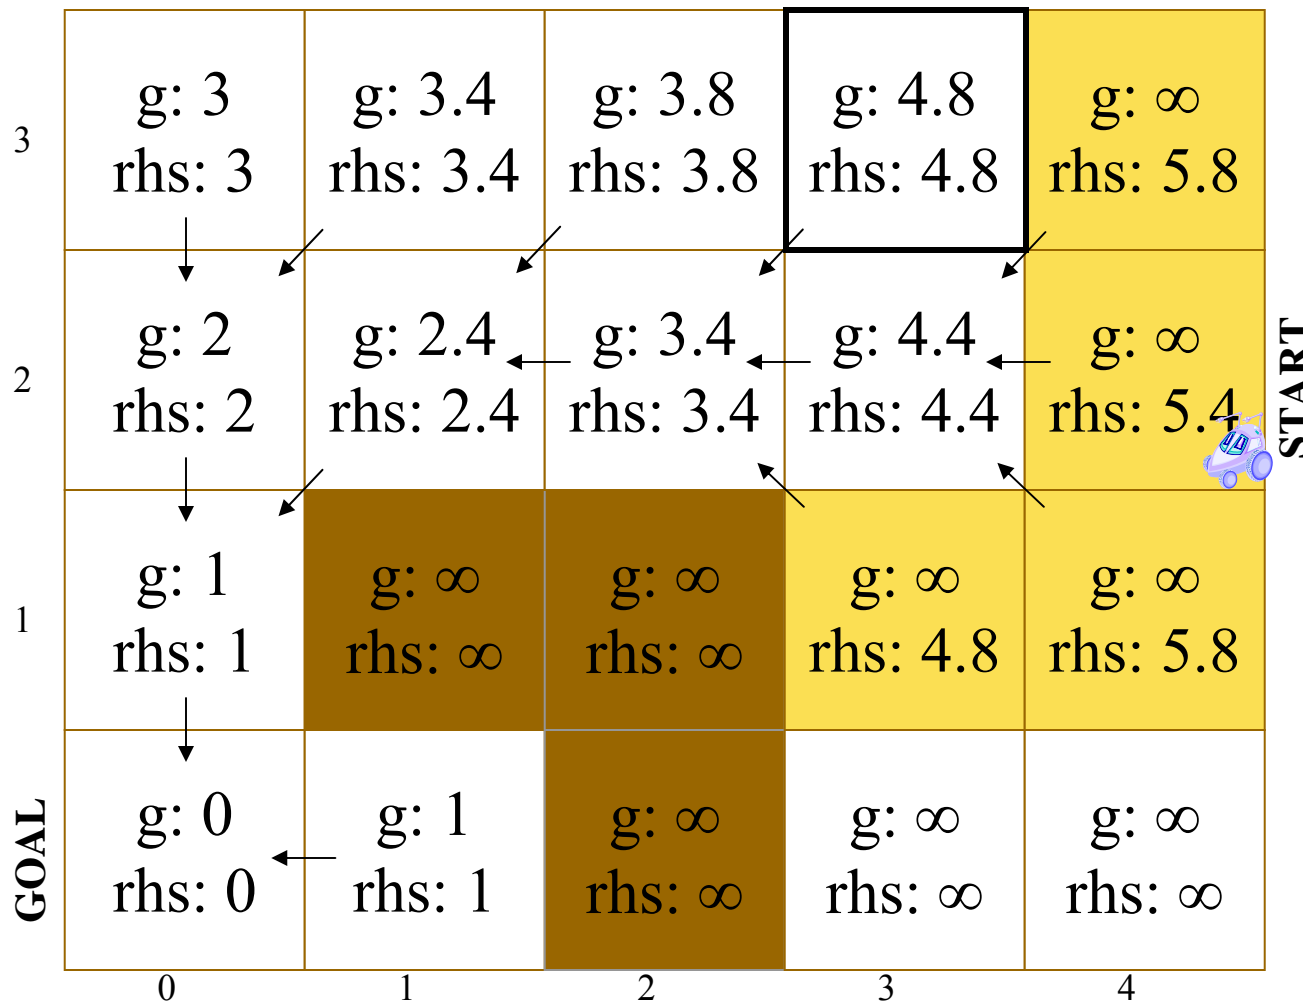 3
g: 3
rhs: 3
g: 3.4
rhs: 3.4
g: 3.8
rhs: 3.8
g: 4.8
rhs: 4.8
g: ∞
rhs: 5.8
2
g: 2
rhs: 2
g: 2.4
rhs: 2.4
g: 3.4
rhs: 3.4
g: 4.4
rhs: 4.4
g: ∞
rhs: 5.4
START
1
g: 1
rhs: 1
g: ∞
rhs: ∞
g: ∞
rhs: ∞
g: ∞
rhs: 4.8
g: ∞
rhs: 5.8
GOAL
g: 0
rhs: 0
g: 1
rhs: 1
g: ∞
rhs: ∞
g: ∞
rhs: ∞
g: ∞
rhs: ∞
0
1
2
3
4